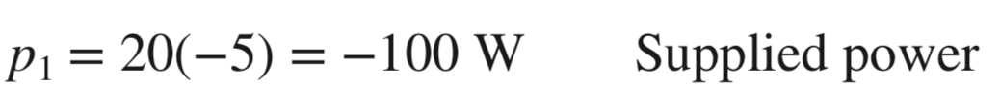 p₁ = 20(−5) = −100 W Supplied power